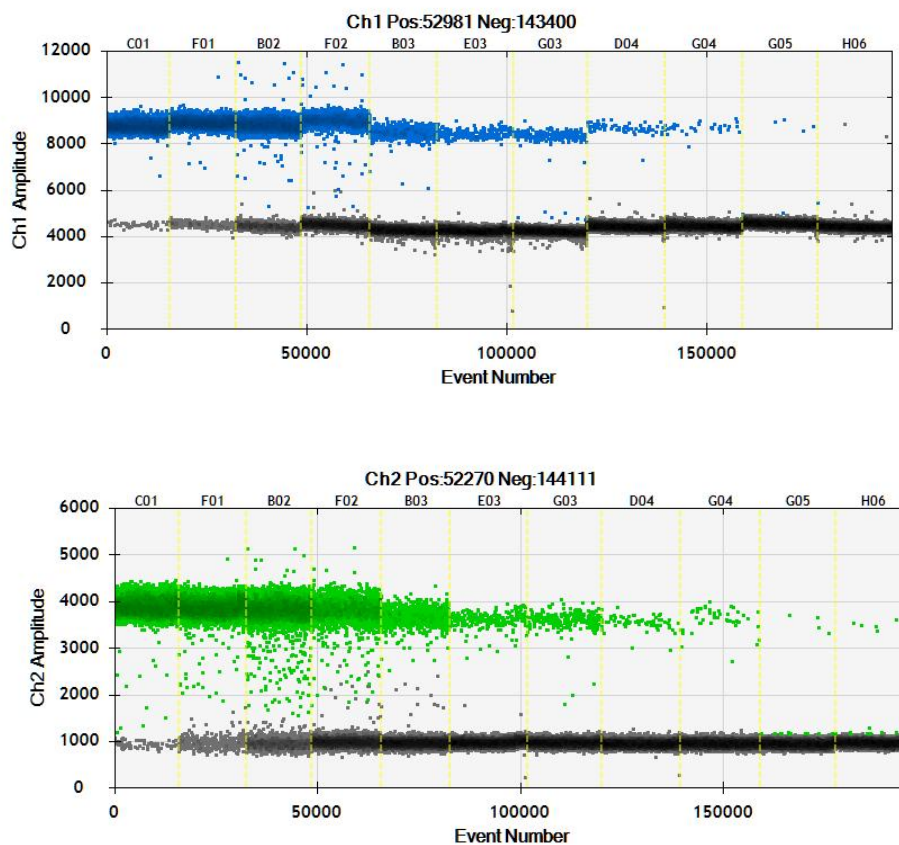 Ch1 Pos:52981 Neg:143400
C01 F01 B02 F02 B03 E03 G03 D04 G04 G05 H06
12000
10000
8000
6000
4000
2000
0
Ch1 Amplitude
0 50000 100000 150000
Event Number
Ch2 Pos:52270 Neg:144111
C01 F01 B02 F02 B03 E03 G03 D04 G04 G05 H06
6000
5000
4000
3000
2000
1000
0
Ch2 Amplitude
0 50000 100000 150000
Event Number